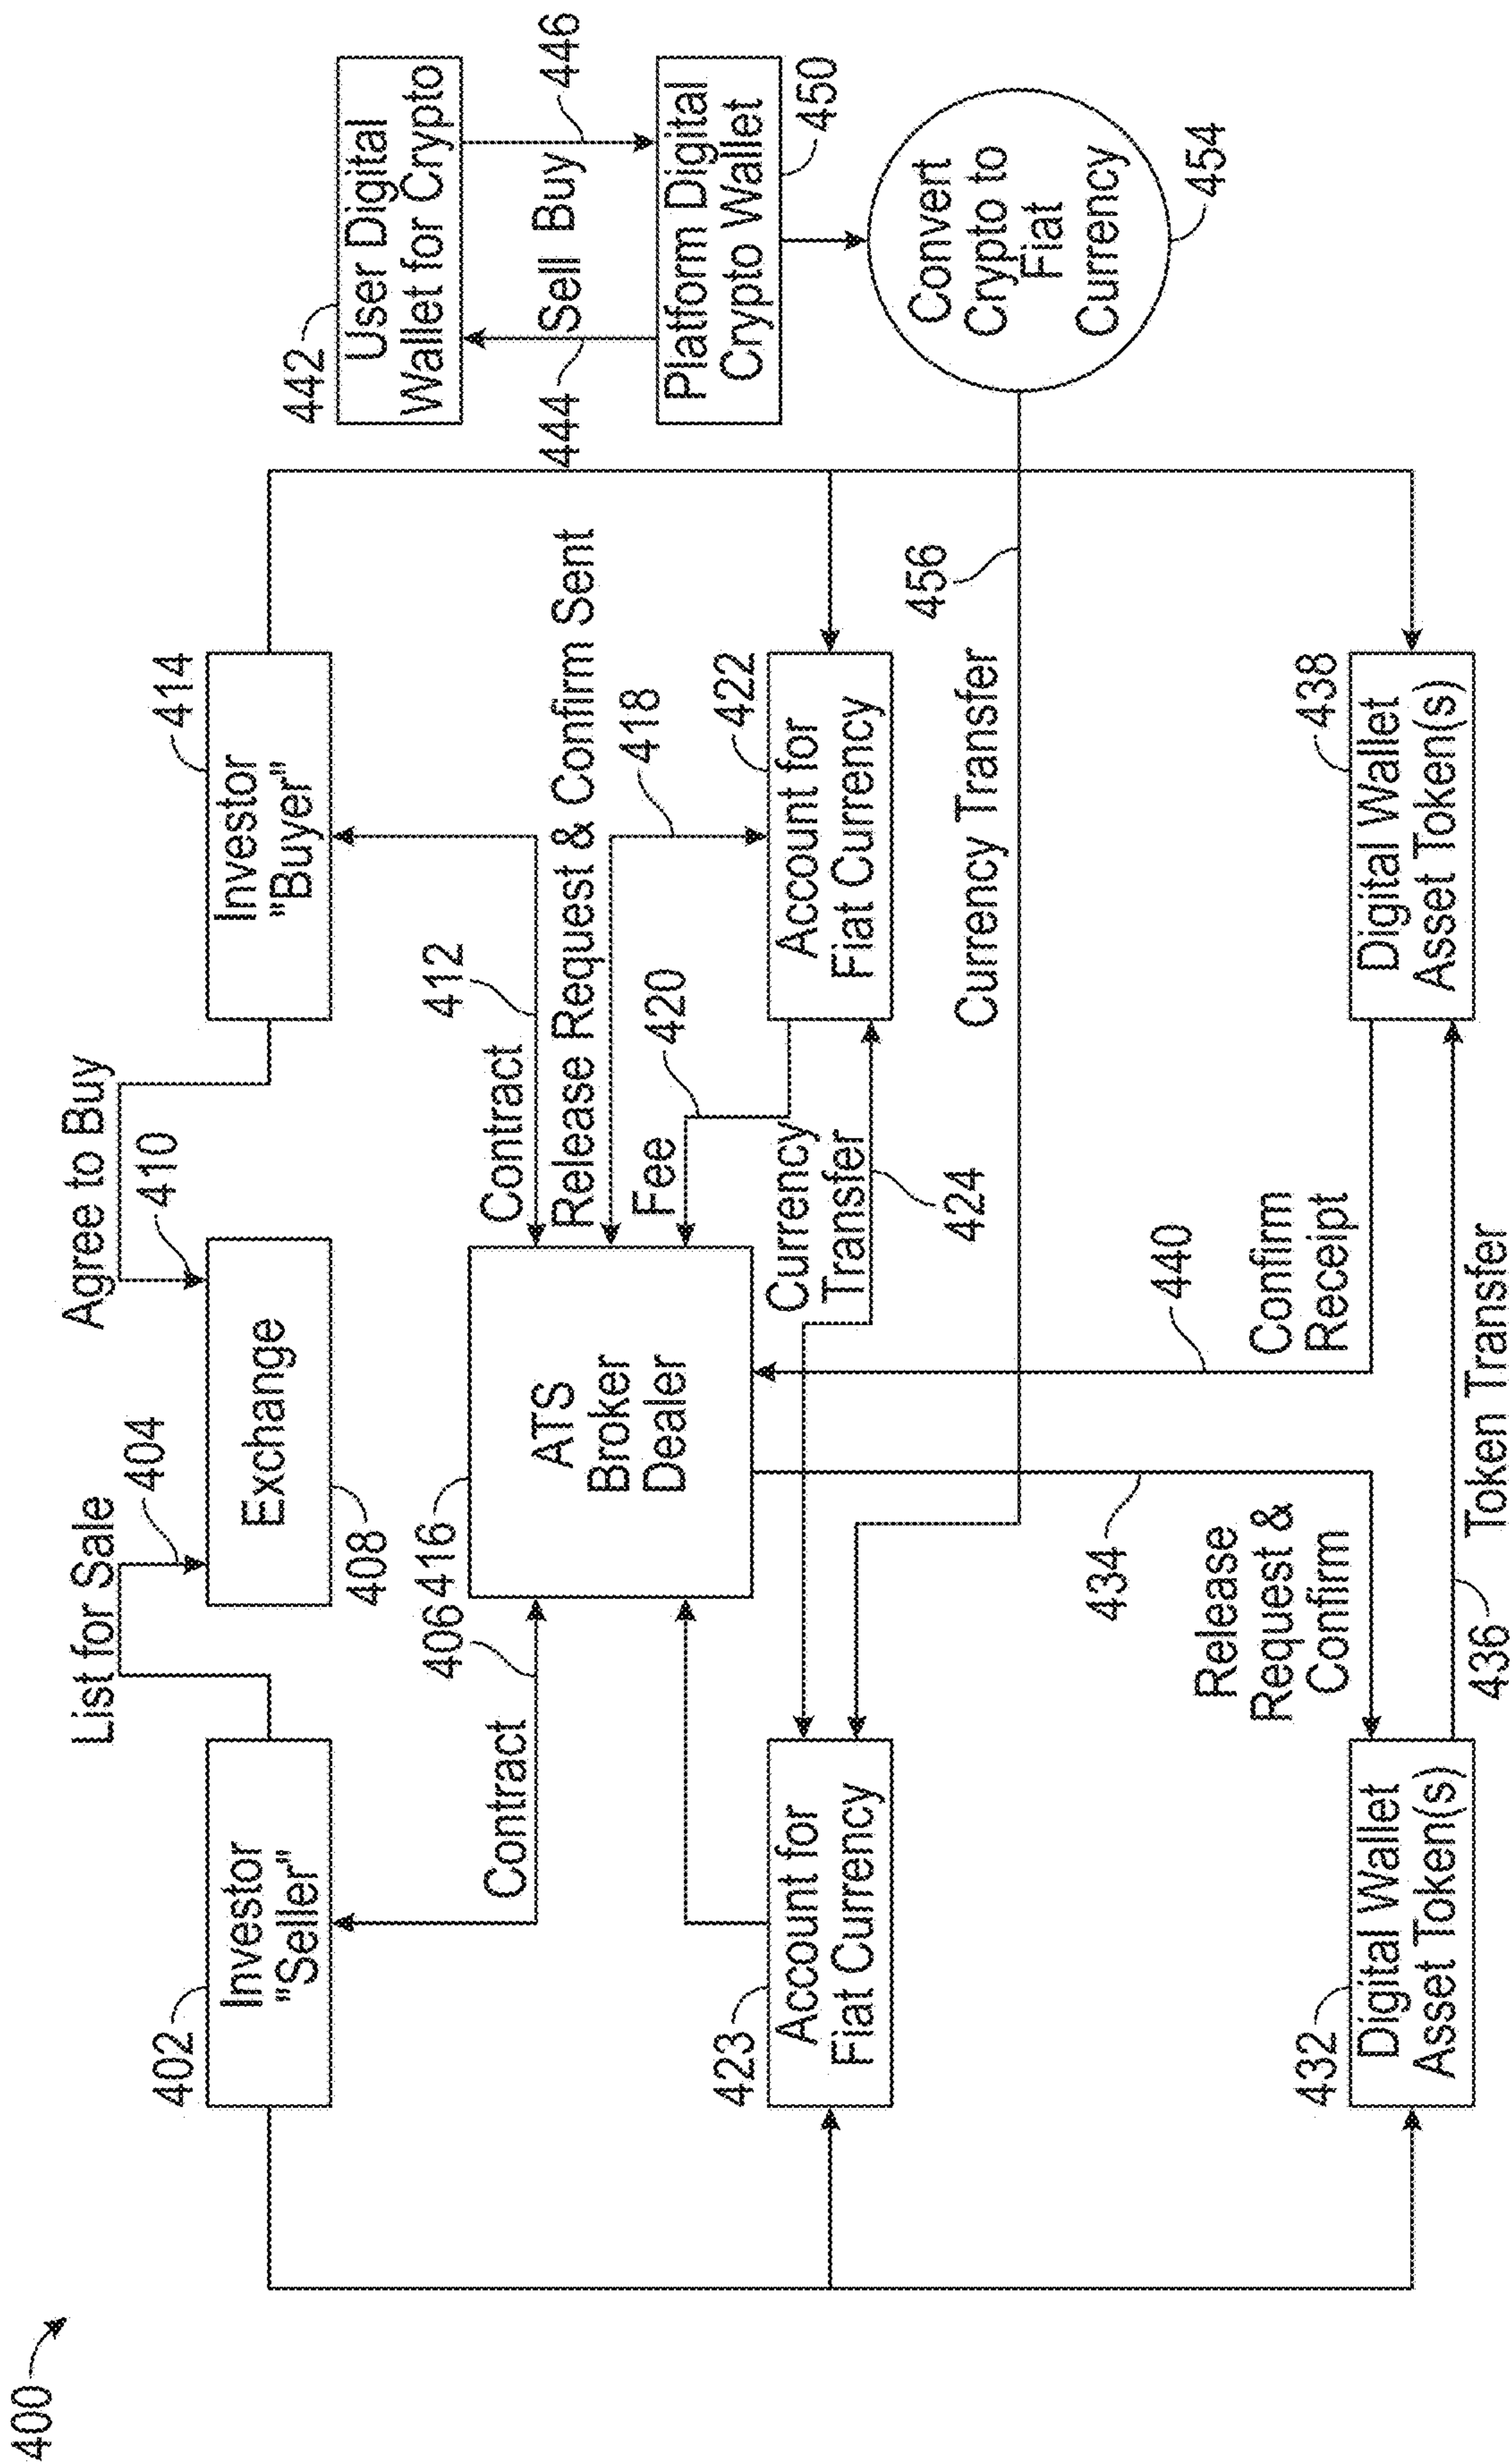 400
List for Sale
Agree to Buy
404
410
402
Investor
"Seller"
Exchange
408
Investor
"Buyer"
414
442
User Digital
Wallet for Crypto
444
Sell
Buy
446
Platform Digital
Crypto Wallet
450
Convert
Crypto to
Fiat
Currency
454
Contract
406
416
ATS
Broker
Dealer
Contract
412
Release Request & Confirm Sent
418
Fee
420
423
Account for
Fiat Currency
Currency
Transfer
424
Account for
Fiat Currency
422
Currency Transfer
456
434
Release
Request &
Confirm
440
Confirm
Receipt
432
Digital Wallet
Asset Token(s)
436
Token Transfer
Digital Wallet
Asset Token(s)
438